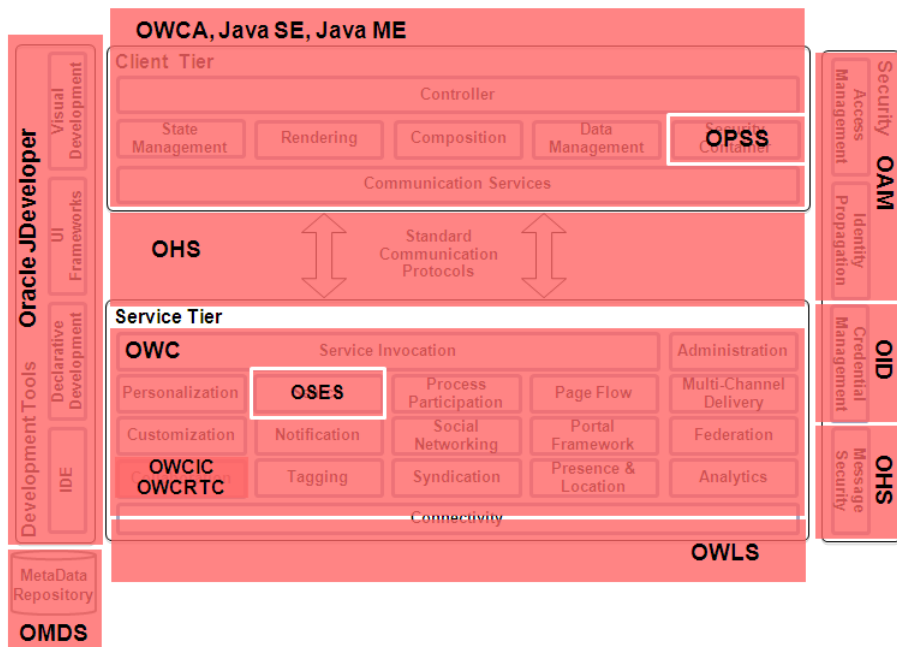 OWCA, Java SE, Java ME
Client Tier
Controller
State
Management
Rendering
Composition
Data
Management
Security
Container
OPSS
Communication Services
OHS
Standard
Communication
Protocols
Service Tier
OWC
Service Invocation
Administration
Personalization
OSES
Process
Participation
Page Flow
Multi-Channel
Delivery
Customization
Notification
Social
Networking
Portal
Framework
Federation
OWCIC
OWCRTC
Tagging
Syndication
Presence &
Location
Analytics
Connectivity
OWLS
Oracle JDeveloper
Development Tools
Visual
Development
UI
Frameworks
Declarative
Development
IDE
MetaData
Repository
OMDS
Security
Access
Management
OAM
Identity
Propagation
Credential
Management
OID
Message
Security
OHS